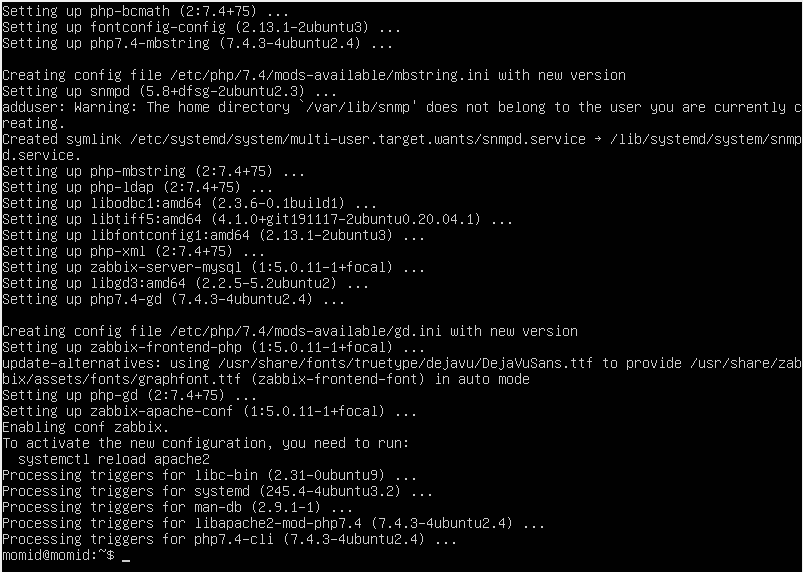 Setting up php-bcmath (2:7.4+75) ...
Setting up fontconfig-config (2.13.1-2ubuntu3) ...
Setting up php7.4-mbstring (7.4.3-4ubuntu2.4) ...
Creating config file /etc/php/7.4/mods-available/mbstring.ini with new version
Setting up snmpd (5.8+dfsg-2ubuntu2.3) ...
adduser: Warning: The home directory `/var/lib/snmp' does not belong to the user you are currently c
reating.
Created symlink /etc/systemd/system/multi-user.target.wants/snmpd.service → /lib/systemd/system/snmp
d.service.
Setting up php-mbstring (2:7.4+75) ...
Setting up php-ldap (2:7.4+75) ...
Setting up libodbc1:amd64 (2.3.6-0.1build1) ...
Setting up libtiff5:amd64 (4.1.0+git191117-2ubuntu0.20.04.1) ...
Setting up libfontconfig1:amd64 (2.13.1-2ubuntu3) ...
Setting up php-xml (2:7.4+75) ...
Setting up zabbix-server-mysql (1:5.0.11-1+focal) ...
Setting up libgd3:amd64 (2.2.5-5.2ubuntu2) ...
Setting up php7.4-gd (7.4.3-4ubuntu2.4) ...
Creating config file /etc/php/7.4/mods-available/gd.ini with new version
Setting up zabbix-frontend-php (1:5.0.11-1+focal) ...
update-alternatives: using /usr/share/fonts/truetype/dejavu/DejaVuSans.ttf to provide /usr/share/zab
bix/assets/fonts/graphfont.ttf (zabbix-frontend-font) in auto mode
Setting up php-gd (2:7.4+75) ...
Setting up zabbix-apache-conf (1:5.0.11-1+focal) ...
Enabling conf zabbix.
To activate the new configuration, you need to run:
  systemctl reload apache2
Processing triggers for libc-bin (2.31-0ubuntu9) ...
Processing triggers for systemd (245.4-4ubuntu3.2) ...
Processing triggers for man-db (2.9.1-1) ...
Processing triggers for libapache2-mod-php7.4 (7.4.3-4ubuntu2.4) ...
Processing triggers for php7.4-cli (7.4.3-4ubuntu2.4) ...
momid@momid:~$ _